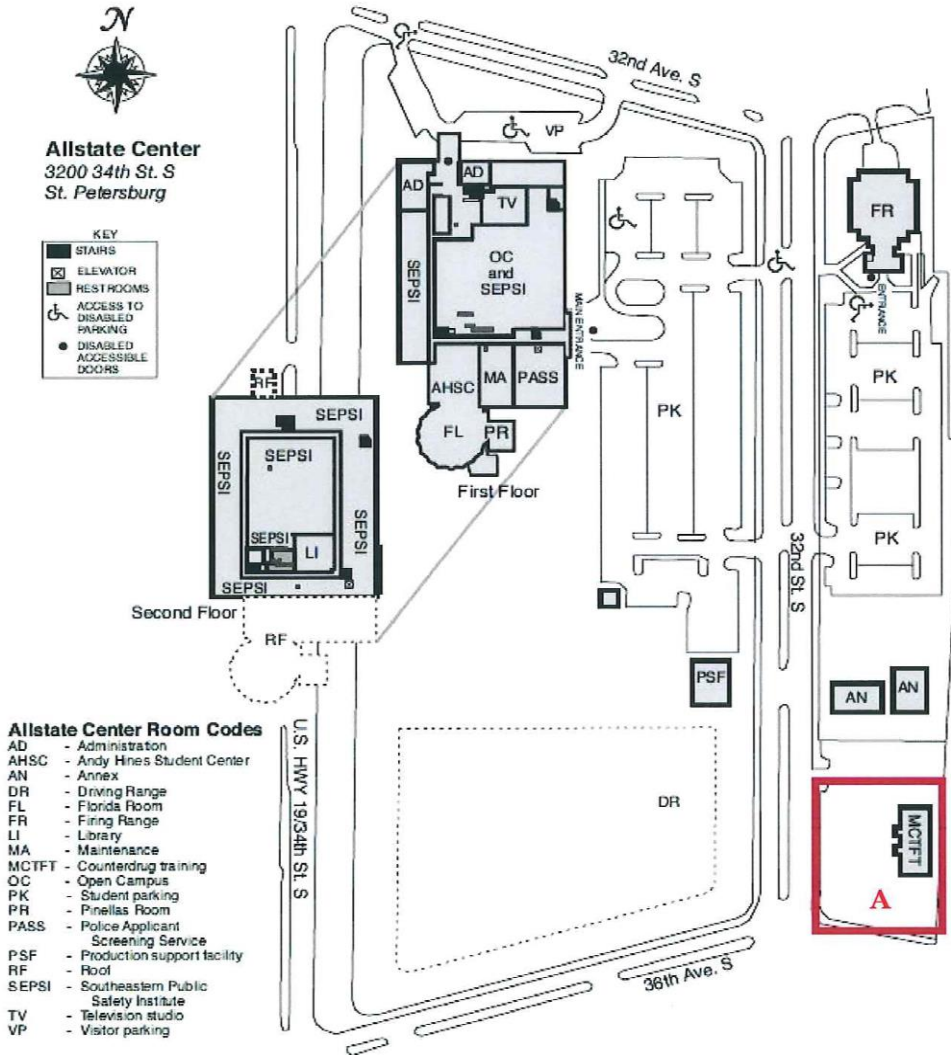 N
Allstate Center
3200 34th St. S
St. Petersburg
KEY
STAIRS
ELEVATOR
RESTROOMS
ACCESS TO
DISABLED
PARKING
DISABLED
ACCESSIBLE
DOORS
32nd Ave. S
VP
AD
AD
TV
SEPSI
OC
and
SEPSI
MAIN ENTRANCE
AHSC
MA
PASS
FL
PR
First Floor
FR
ENTRANCE
PK
PK
PK
32nd St. S
RF
SEPSI
SEPSI
SEPSI
SEPSI
SEPSI
LI
SEPSI
Second Floor
RF
PSF
AN
AN
DR
MCTFT
A
U.S. HWY 19/34th St. S
36th Ave. S
Allstate Center Room Codes
AD - Administration
AHSC - Andy Hines Student Center
AN - Annex
DR - Driving Range
FL - Florida Room
FR - Firing Range
LI - Library
MA - Maintenance
MCTFT - Counterdrug training
OC - Open Campus
PK - Student parking
PR - Pinellas Room
PASS - Police Applicant
Screening Service
PSF - Production support facility
RF - Roof
SEPSI - Southeastern Public
Safety Institute
TV - Television studio
VP - Visitor parking